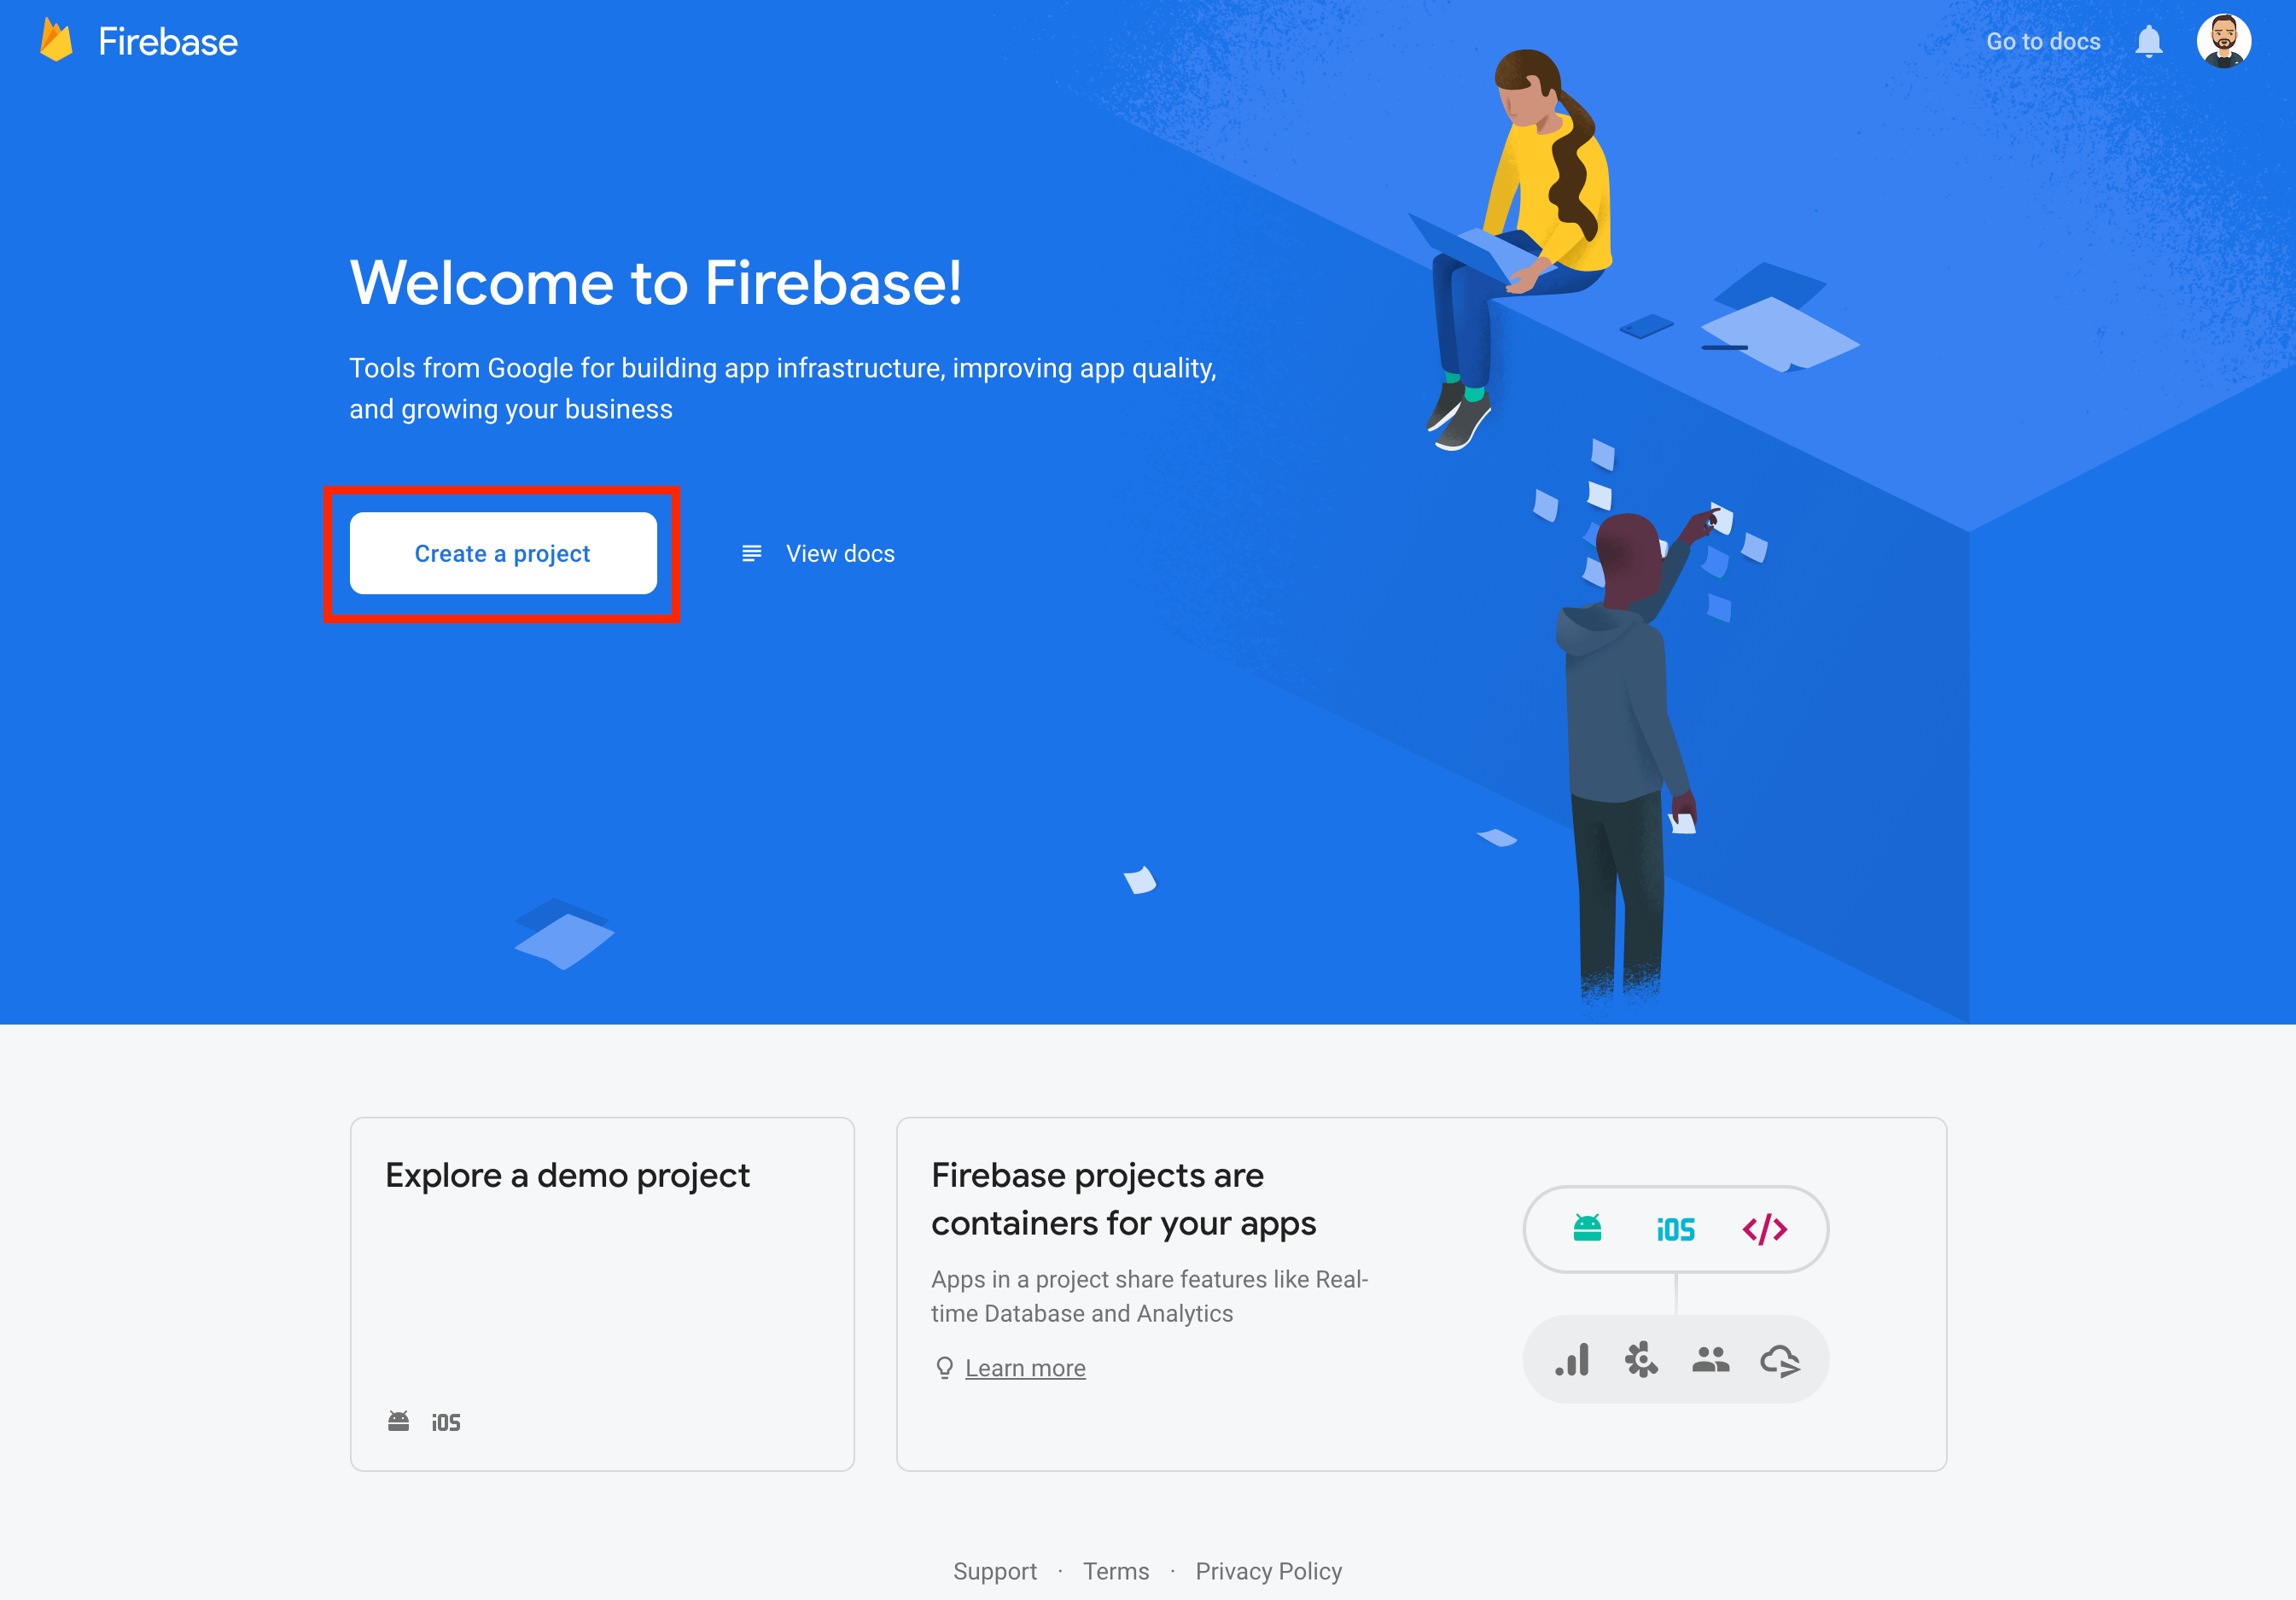 Firebase
Go to docs
Welcome to Firebase!
Tools from Google for building app infrastructure, improving app quality,
and growing your business
Create a project
View docs
Explore a demo project
iOS
Firebase projects are
containers for your apps
Apps in a project share features like Real-
time Database and Analytics
Learn more
iOS </>
Support · Terms · Privacy Policy